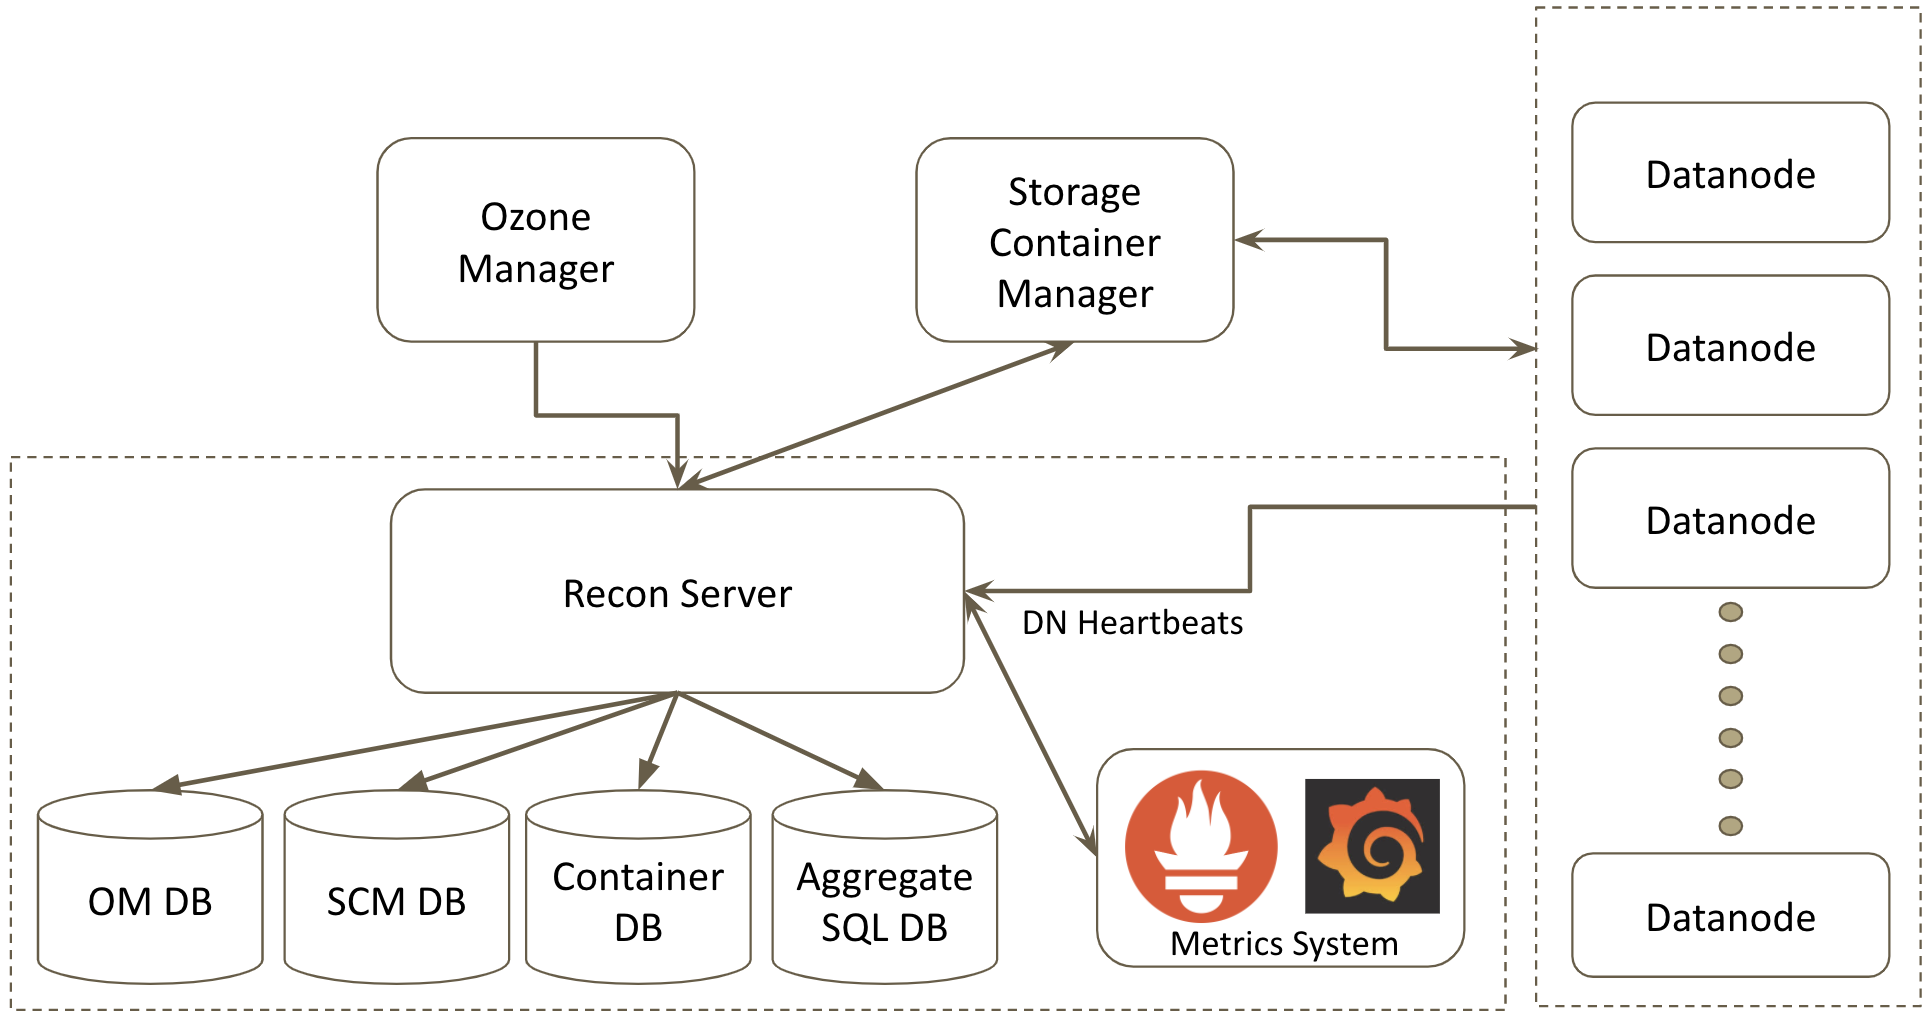 Ozone
Manager
Storage
Container
Manager
Datanode
Datanode
Datanode
Datanode
Recon Server
DN Heartbeats
OM DB
SCM DB
Container
DB
Aggregate
SQL DB
Metrics System